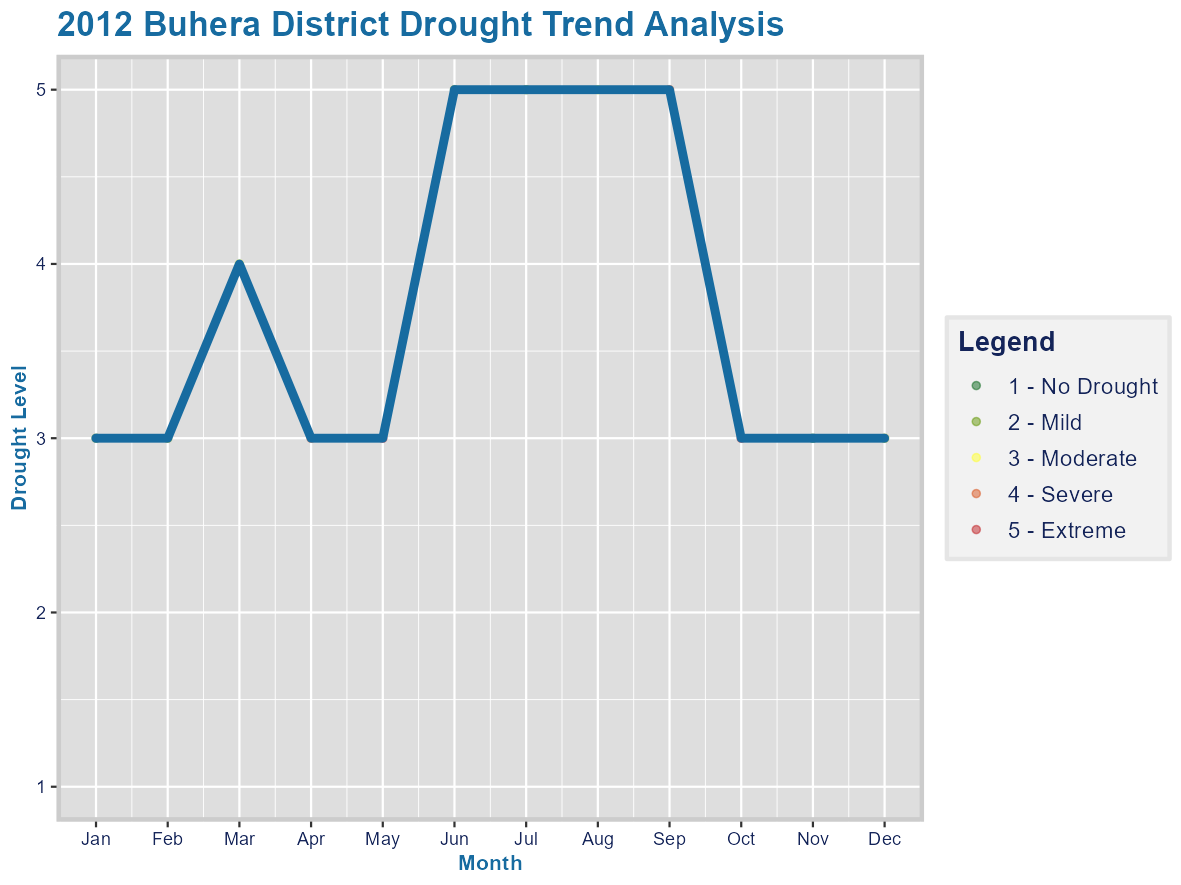 2012 Buhera District Drought Trend Analysis
Drought Level
5
4
3
2
1
Jan Feb Mar Apr May Jun Jul Aug Sep Oct Nov Dec
Month
Legend
1 - No Drought
2 - Mild
3 - Moderate
4 - Severe
5 - Extreme